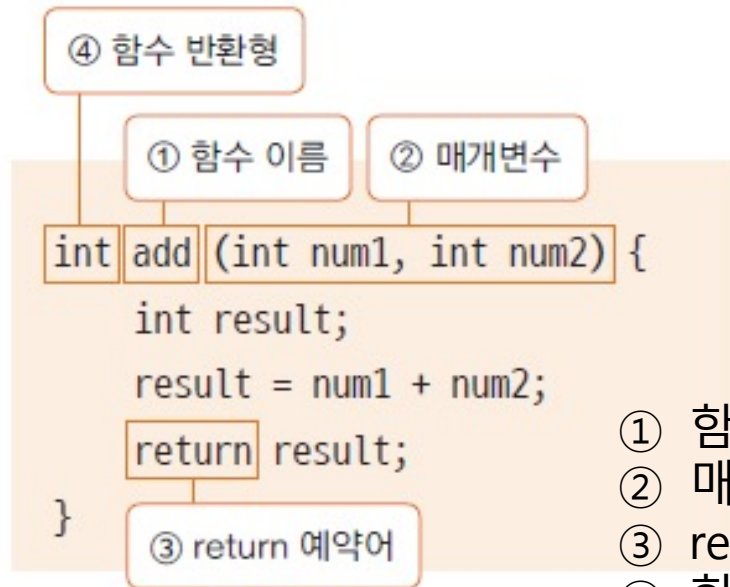 ④ 함수 반환형
① 함수 이름
② 매개변수
int add (int num1, int num2) {
int result;
result = num1 + num2;
return result;
}
③ return 예약어
①
②
③ re